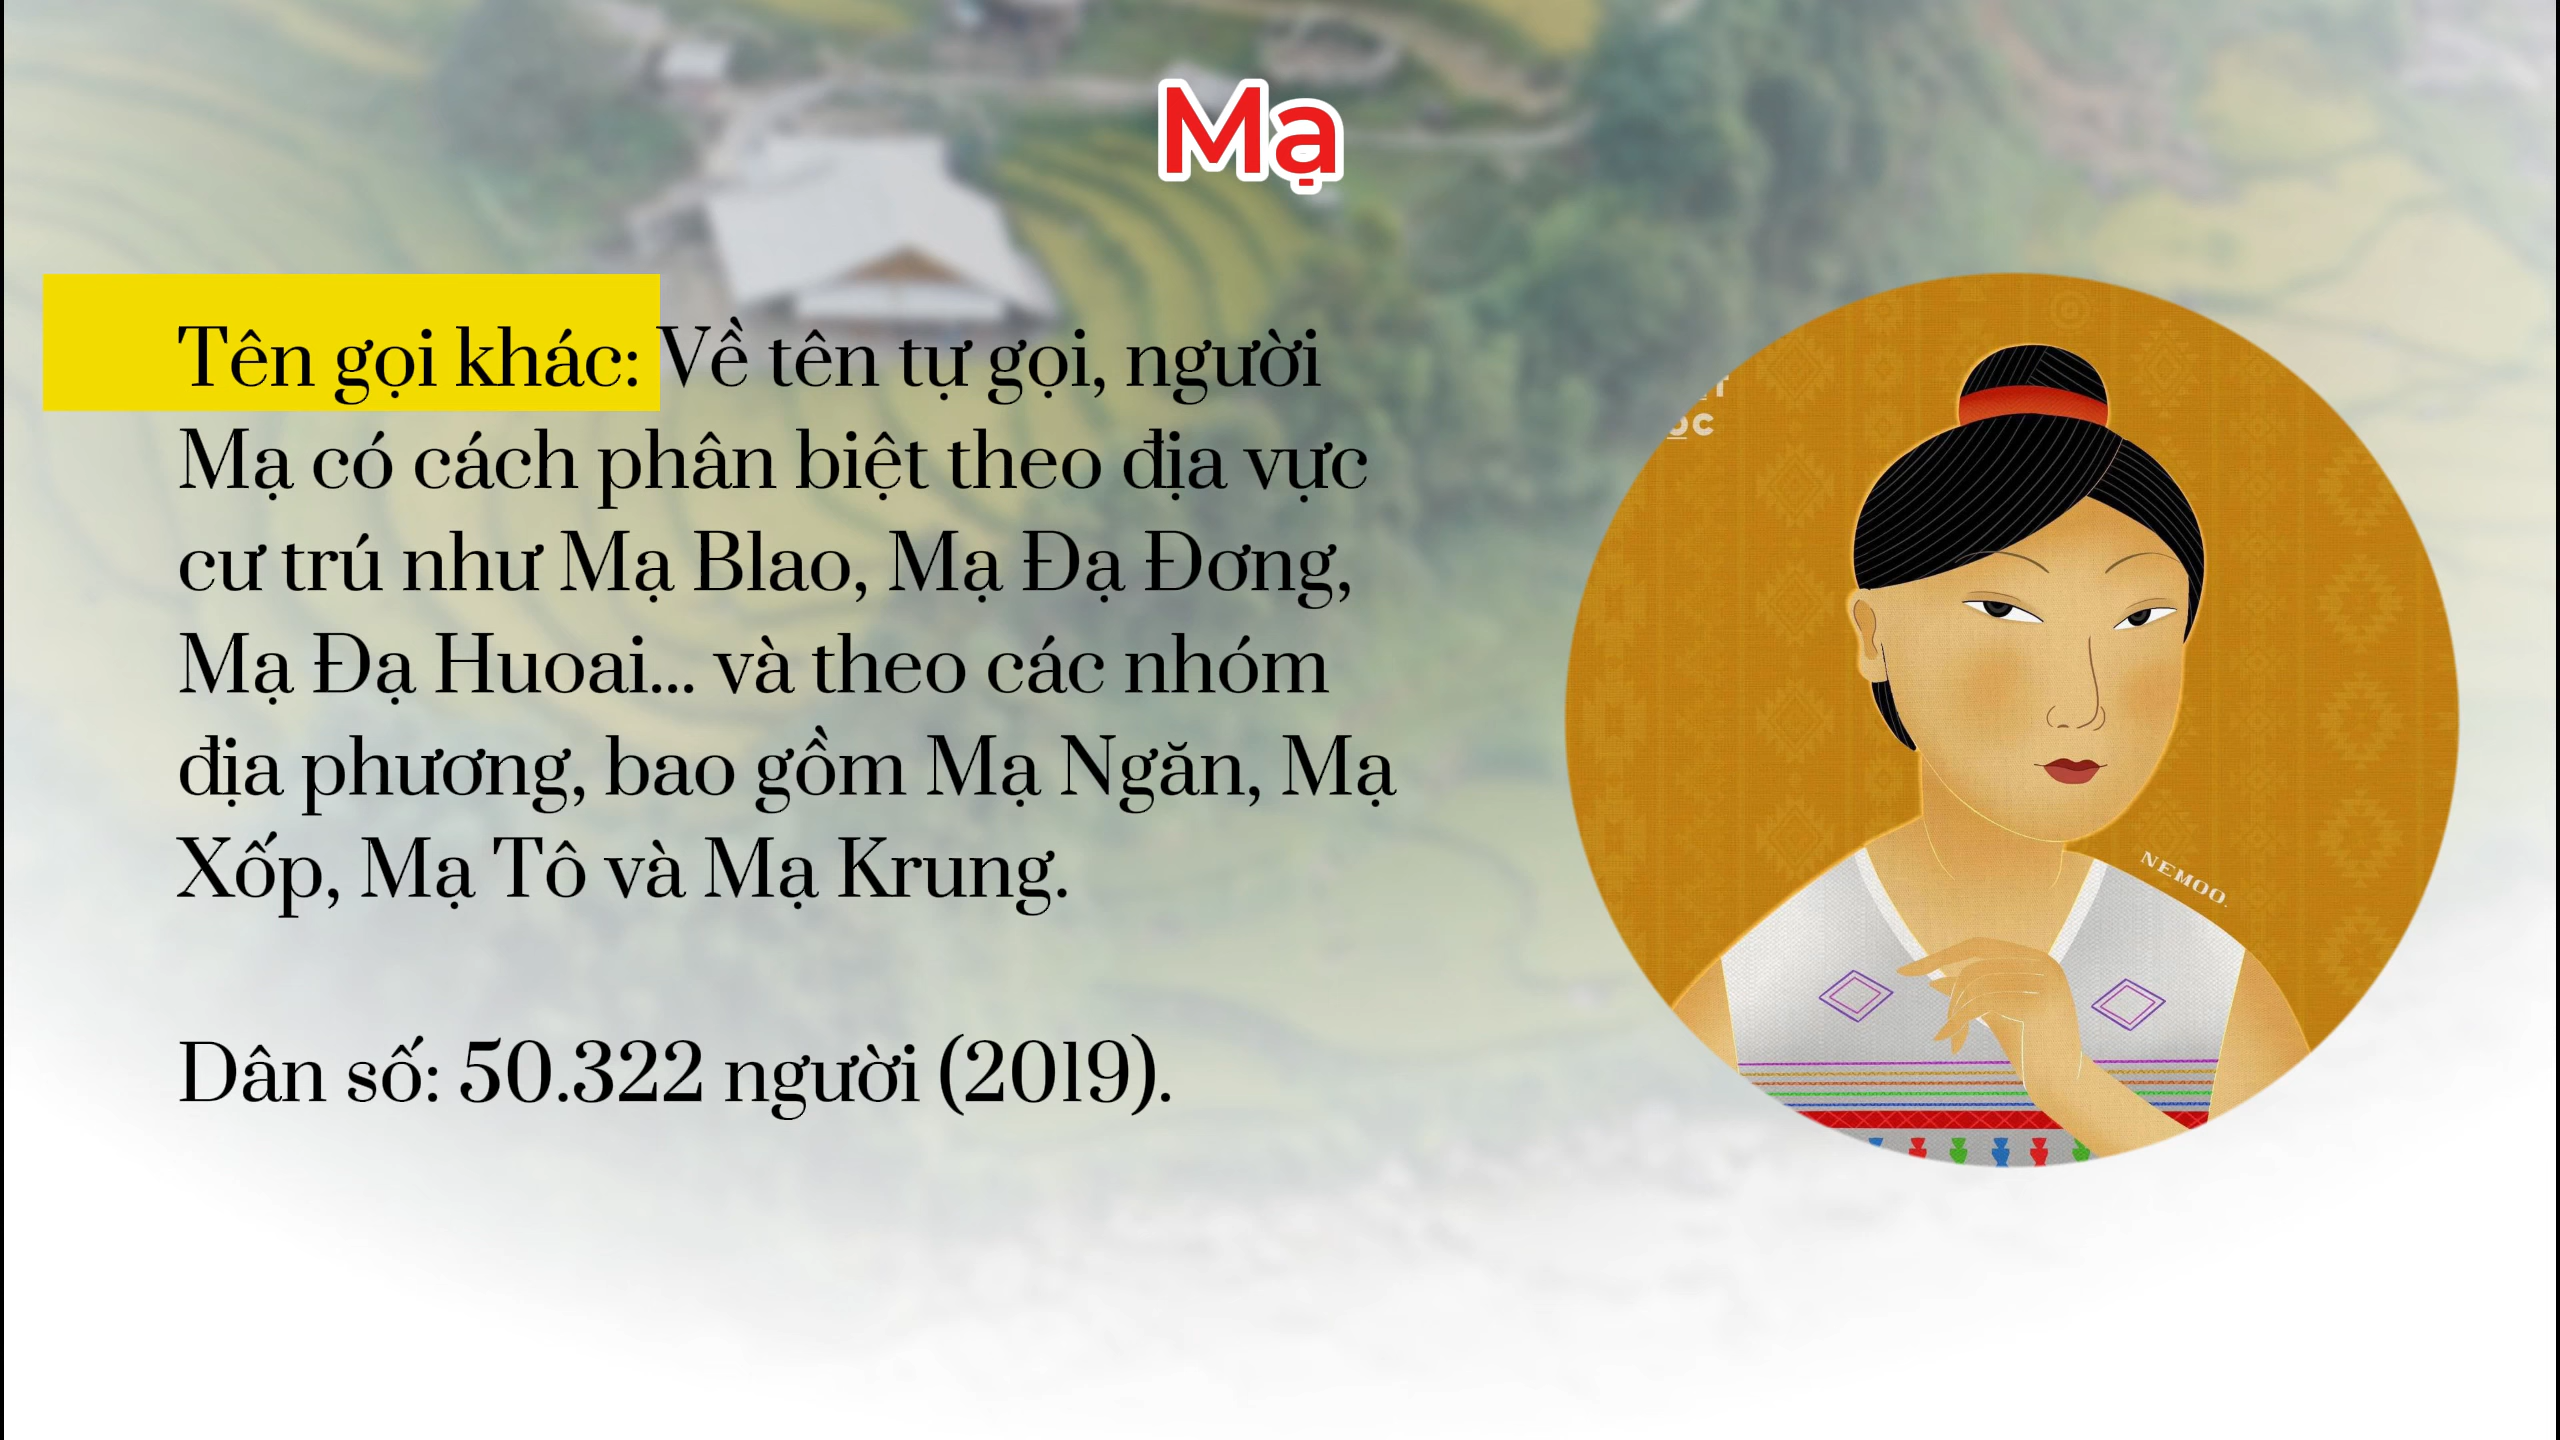 Mạ
Tên gọi khác: Về tên tự gọi, người
Mạ có cách phân biệt theo địa vực
cư trú như Mạ Blao, Mạ Đạ Đơng,
Mạ Đạ Huoai... và theo các nhóm
địa phương, bao gồm Mạ Ngăn, Mạ
Xốp, Mạ Tô và Mạ Krung.
Dân số: 50.322 người (2019).
NEMOO.